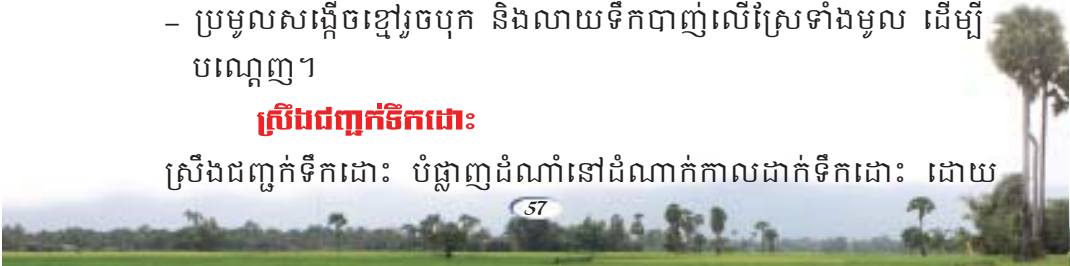 – ប្រមូលសង្កើចខ្មៅរួចបុក និងលាយទឹកបាញ់លើស្រែទាំងមូល ដើម្បី
បណ្តេញ។
ស្រឹងជញ្ជក់ទឹកដោះ
ស្រឹងជញ្ជក់ទឹកដោះ បំផ្លាញដំណាំនៅដំណាក់កាលដាក់ទឹកដោះ ដោយ
57